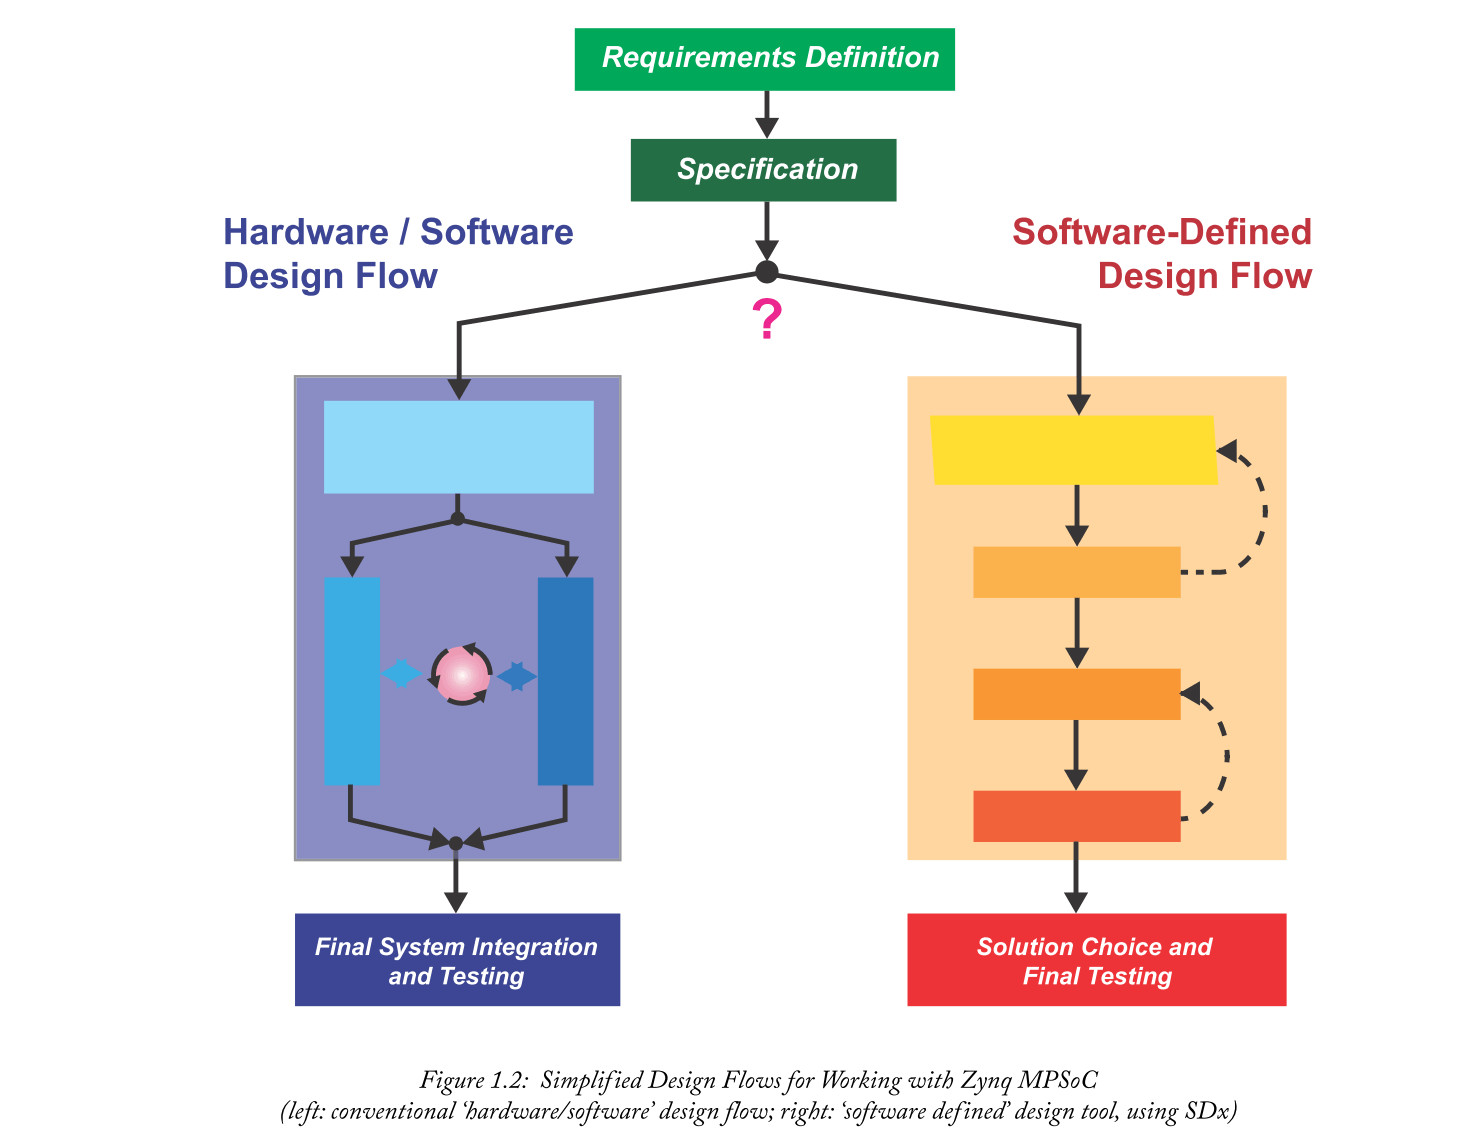 Requirements Definition
Specification
Hardware / Software
Design Flow
Software-Defined
Design Flow
?
Final System Integration
and Testing
Solution Choice and
Final Testing
Figure 1.2:  Simplified Design Flows for Working with Zynq MPSoC
(left: conventional ‘hardware/software’ design flow; right: ‘software defined’ design tool, using SDx)